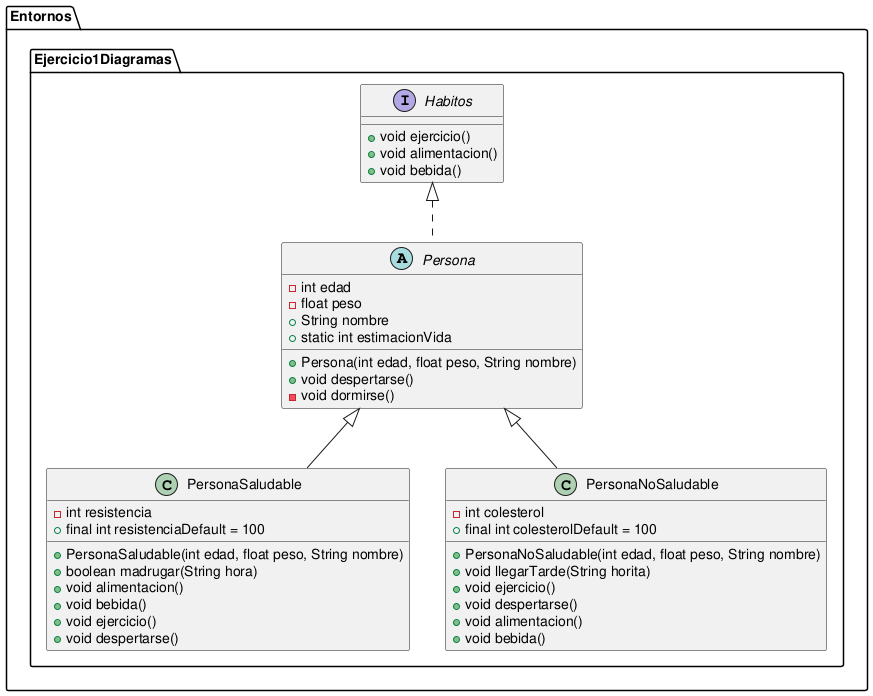 Entornos
Ejercicio1Diagramas
I Habitos
void ejercicio()
void alimentacion()
void bebida()
A Persona
int edad
float peso
String nombre
static int estimacionVida
Persona(int edad, float peso, String nombre)
void despertarse()
void dormirse()
C PersonaSaludable
int resistencia
final int resistenciaDefault = 100
PersonaSaludable(int edad, float peso, String nombre)
boolean madrugar(String hora)
void alimentacion()
void bebida()
void ejercicio()
void despertarse()
C PersonaNoSaludable
int colesterol
final int colesterolDefault = 100
PersonaNoSaludable(int edad, float peso, String nombre)
void llegarTarde(String horita)
void ejercicio()
void despertarse()
void alimentacion()
void bebida()